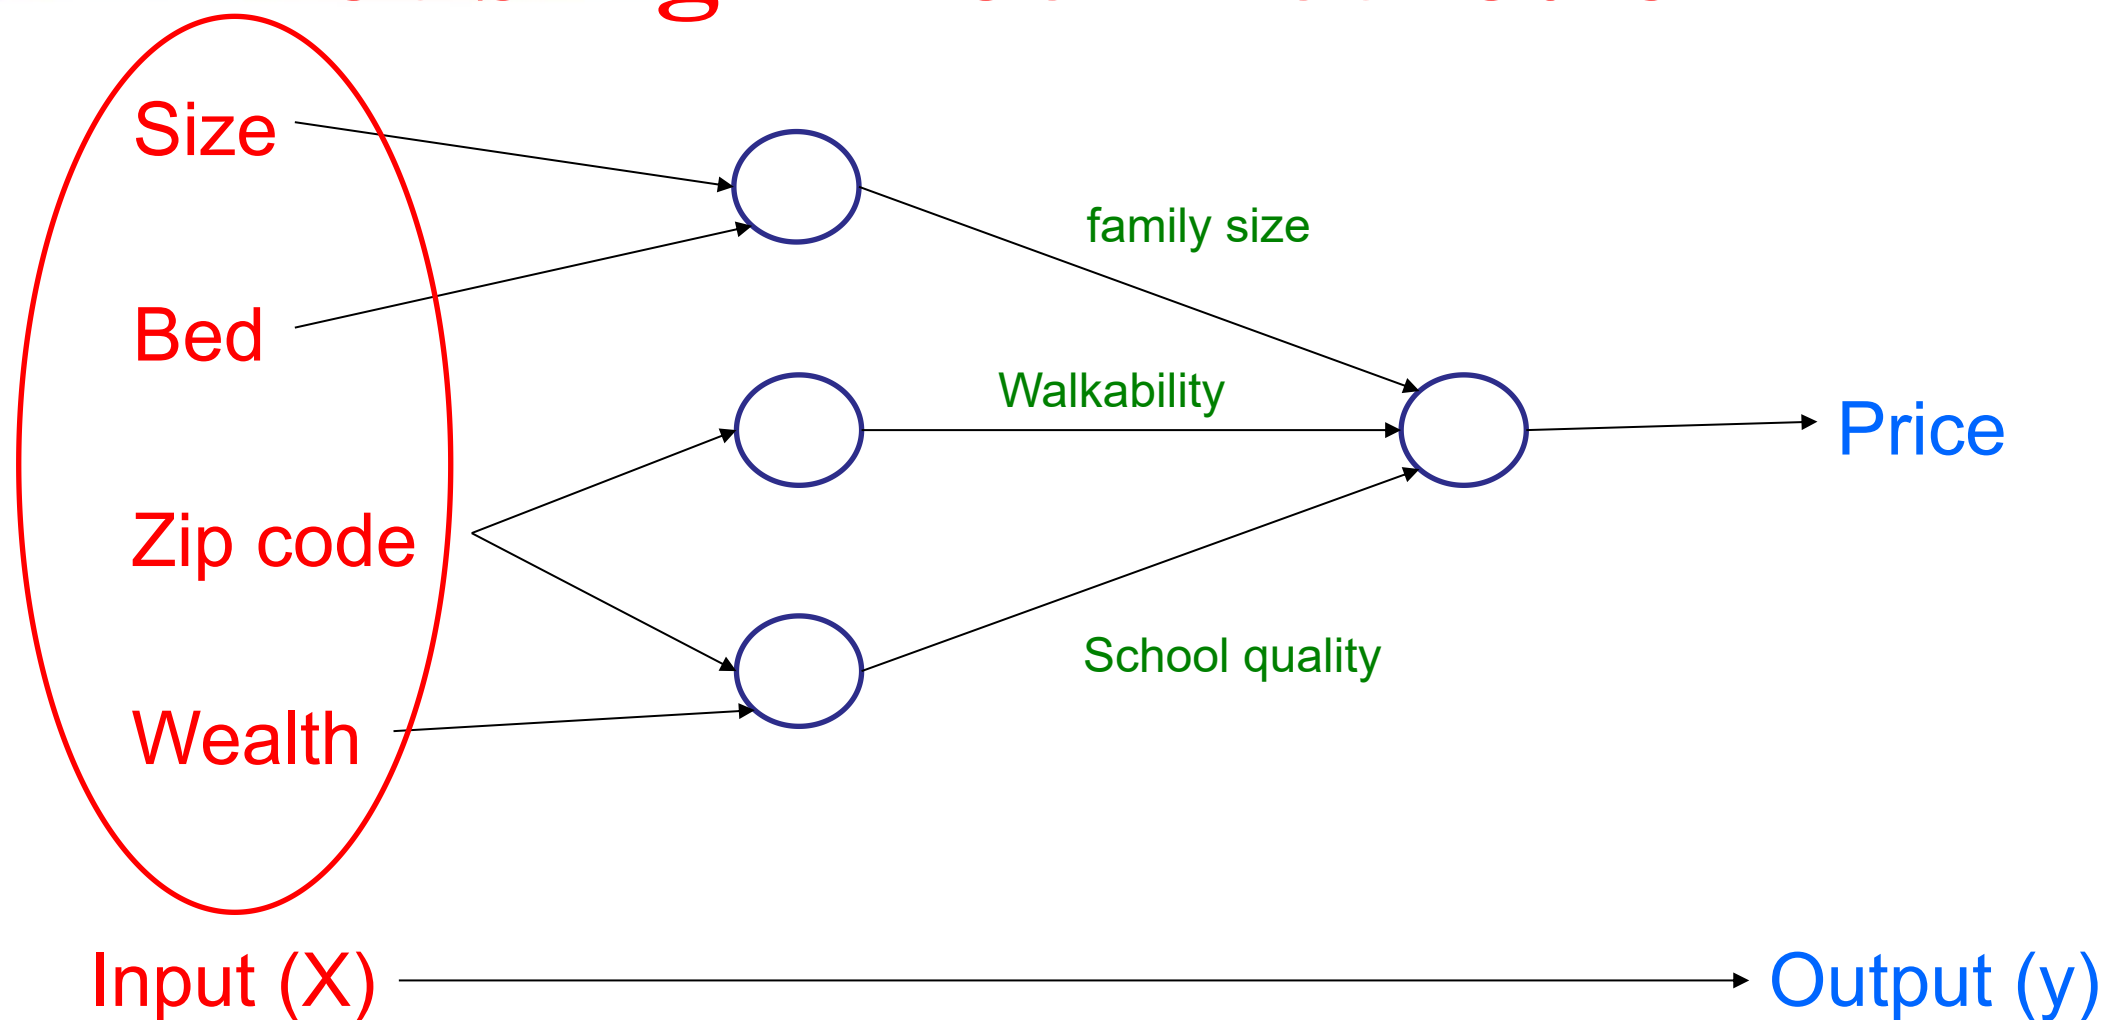 Size
family size
Bed
Walkability
Price
Zip code
School quality
Wealth
Input (X)
Output (y)